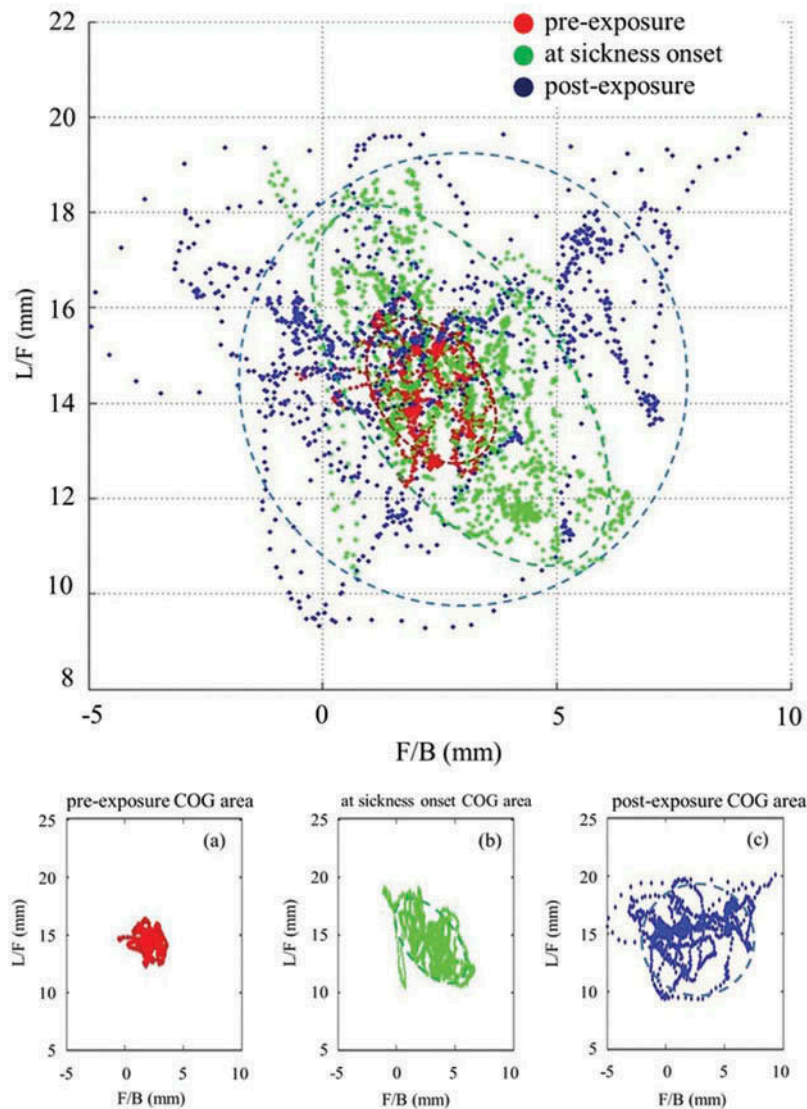 22
pre-exposure
at sickness onset
post-exposure
20
18
16
L/F (mm)
14
12
10
8
-5
0
5
10
F/B (mm)
pre-exposure COG area
at sickness onset COG area
post-exposure COG area
25
(a)
20
L/F (mm)
15
10
5
-5
0
5
10
F/B (mm)
25
(b)
20
L/F (mm)
15
10
5
-5
0
5
10
F/B (mm)
25
(c)
20
L/F (mm)
15
10
5
-5
0
5
10
F/B (mm)